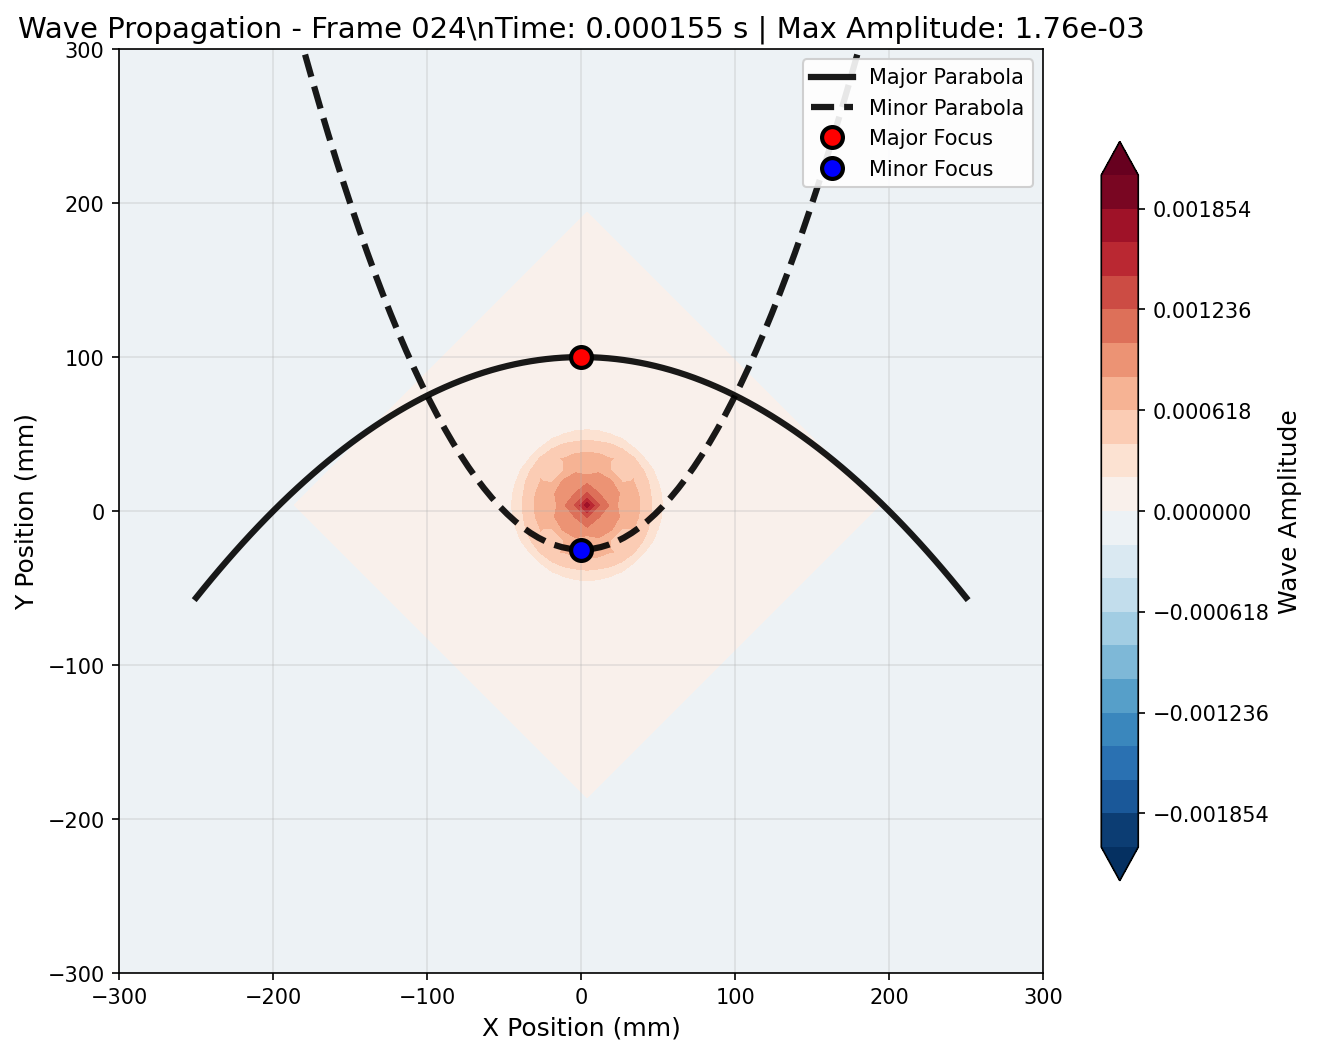 Wave Propagation - Frame 024\nTime: 0.000155 s | Max Amplitude: 1.76e-03
Major Parabola
Minor Parabola
Major Focus
Minor Focus
300
200
100
0
−100
−200
−300
Y Position (mm)
−300
−200
−100
0
100
200
300
X Position (mm)
0.001854
0.001236
0.000618
0.000000
−0.000618
−0.001236
−0.001854
Wave Amplitude